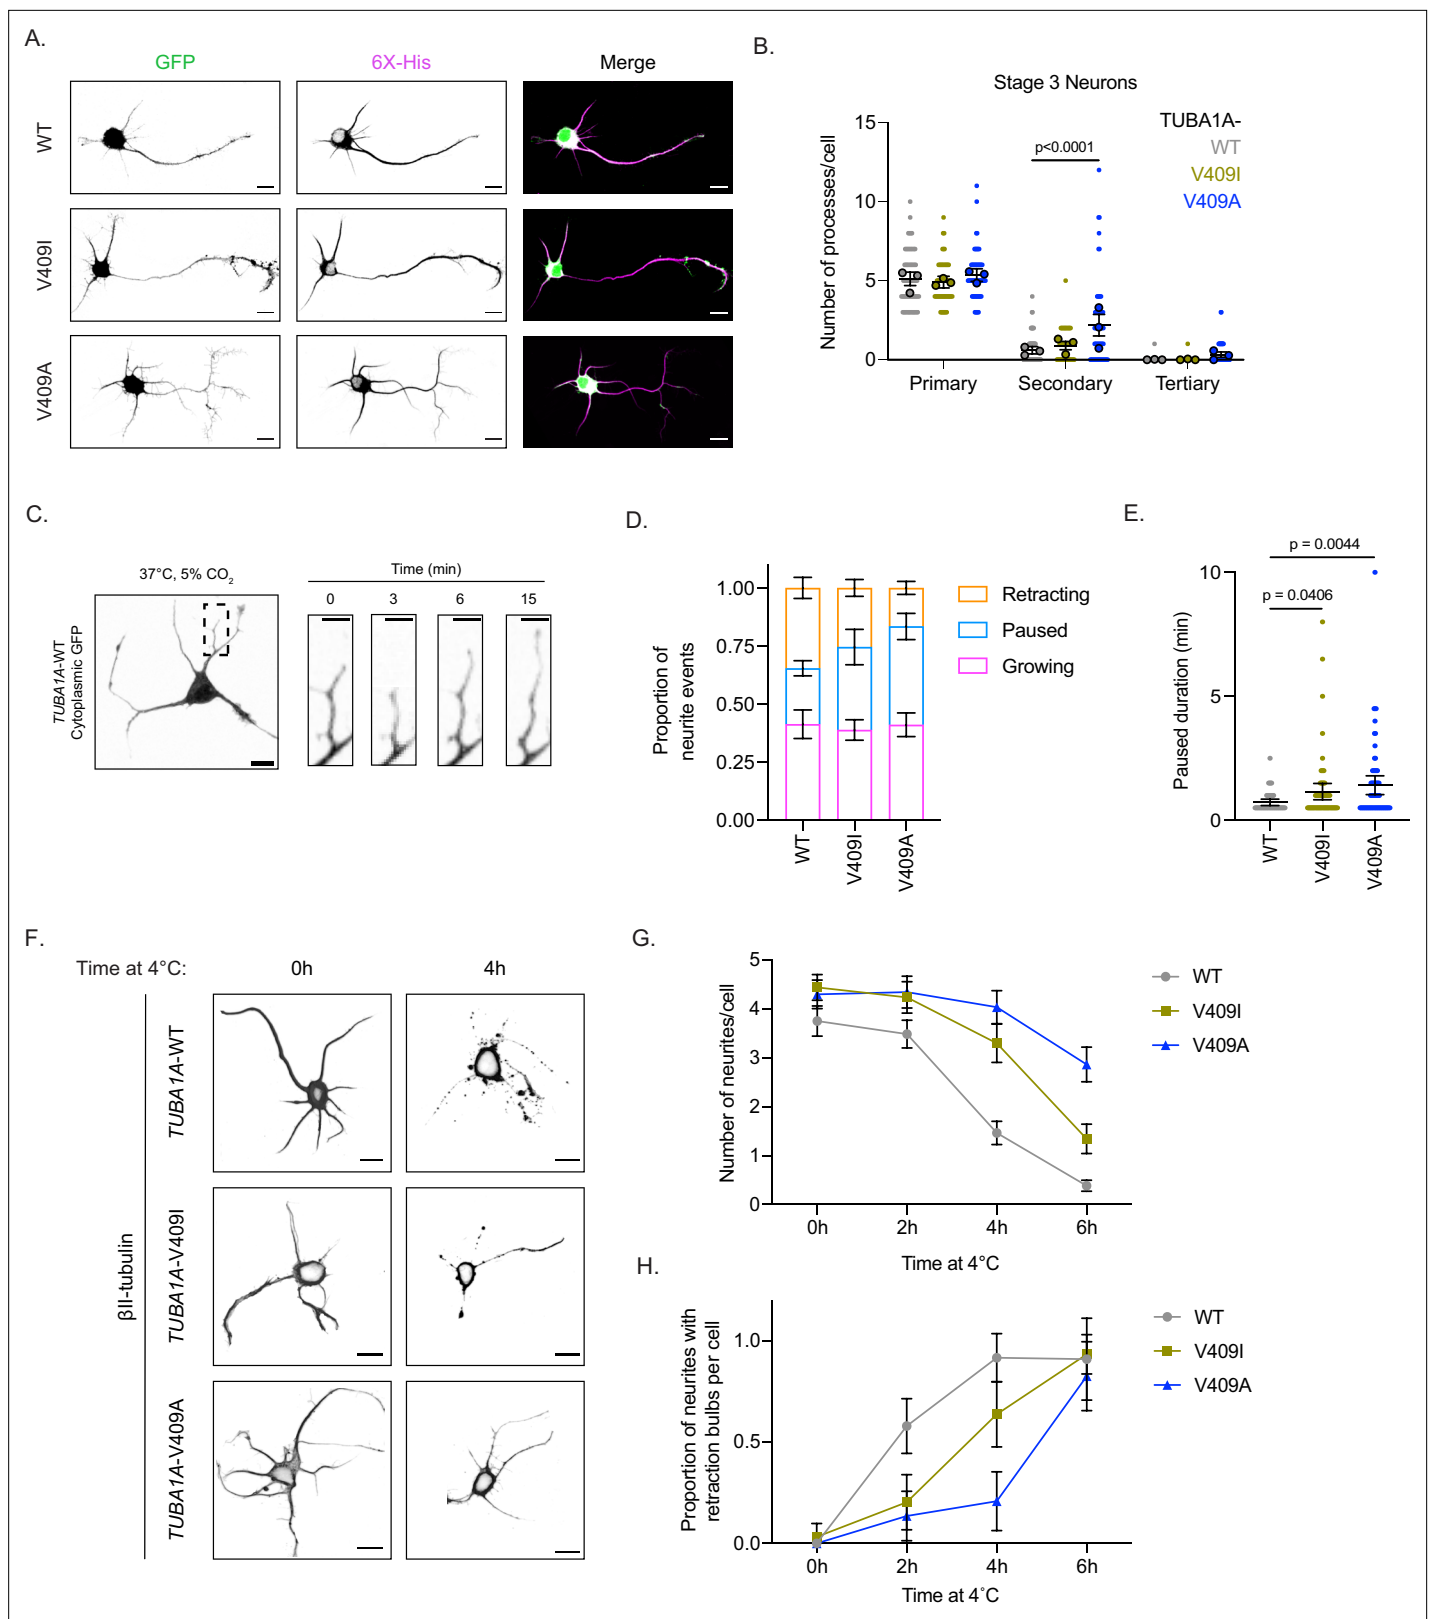 A.
GFP
6X-His
Merge
WT
V409I
V409A
B.
Stage 3 Neurons
TUBA1A-
WT
V409I
V409A
p<0.0001
Number of processes/cell
15
10
5
0
Primary
Secondary
Tertiary
C.
37°C, 5% CO2
TUBA1A-WT
Cytoplasmic GFP
Time (min)
0
3
6
15
D.
Proportion of
neurite events
1.00
0.75
0.50
0.25
0.00
WT
V409I
V409A
Retracting
Paused
Growing
E.
p = 0.0044
p = 0.0406
Paused duration (min)
10
5
0
WT
V409I
V409A
F.
Time at 4°C:
0h
4h
βII-tubulin
TUBA1A-WT
TUBA1A-V409I
TUBA1A-V409A
G.
Number of neurites/cell
5
4
3
2
1
0
0h
2h
4h
6h
Time at 4°C
WT
V409I
V409A
H.
Proportion of neurites with
retraction bulbs per cell
1.0
0.5
0.0
0h
2h
4h
6h
Time at 4˚C
WT
V409I
V409A